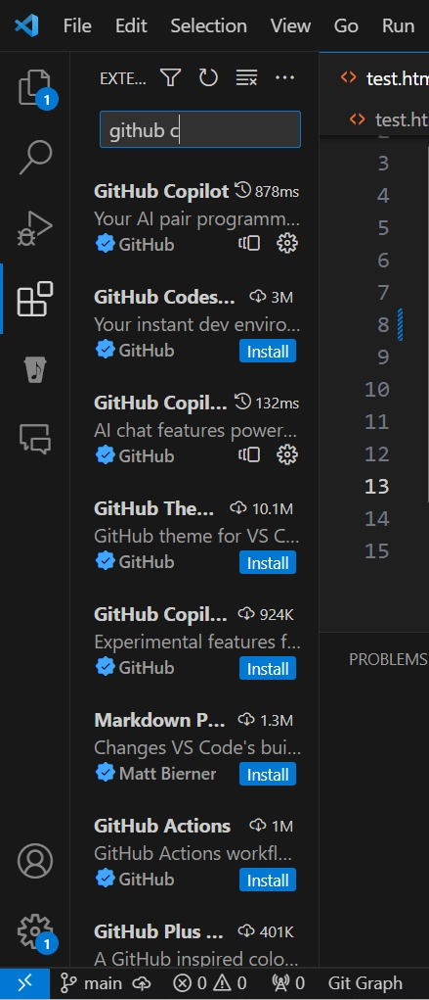 File Edit Selection View Go Run
EXTE...
1
test.htm
github c
test.ht
2
3
4
5
6
7
8
9
10
11
12
13
14
15
GitHub Copilot 878ms
Your AI pair programm...
GitHub
GitHub Codes... 3M
Your instant dev enviro...
GitHub Install
GitHub Copil... 132ms
AI chat features power...
GitHub
GitHub The... 10.1M
GitHub theme for VS C...
GitHub Install
GitHub Copil... 924K
Experimental features f...
GitHub Install
PROBLEMS
Markdown P... 1.3M
Changes VS Code's bui...
Matt Bierner Install
GitHub Actions 1M
GitHub Actions workfl...
GitHub Install
GitHub Plus ... 401K
A GitHub inspired colo...
1
main 0 0 0 Git Graph